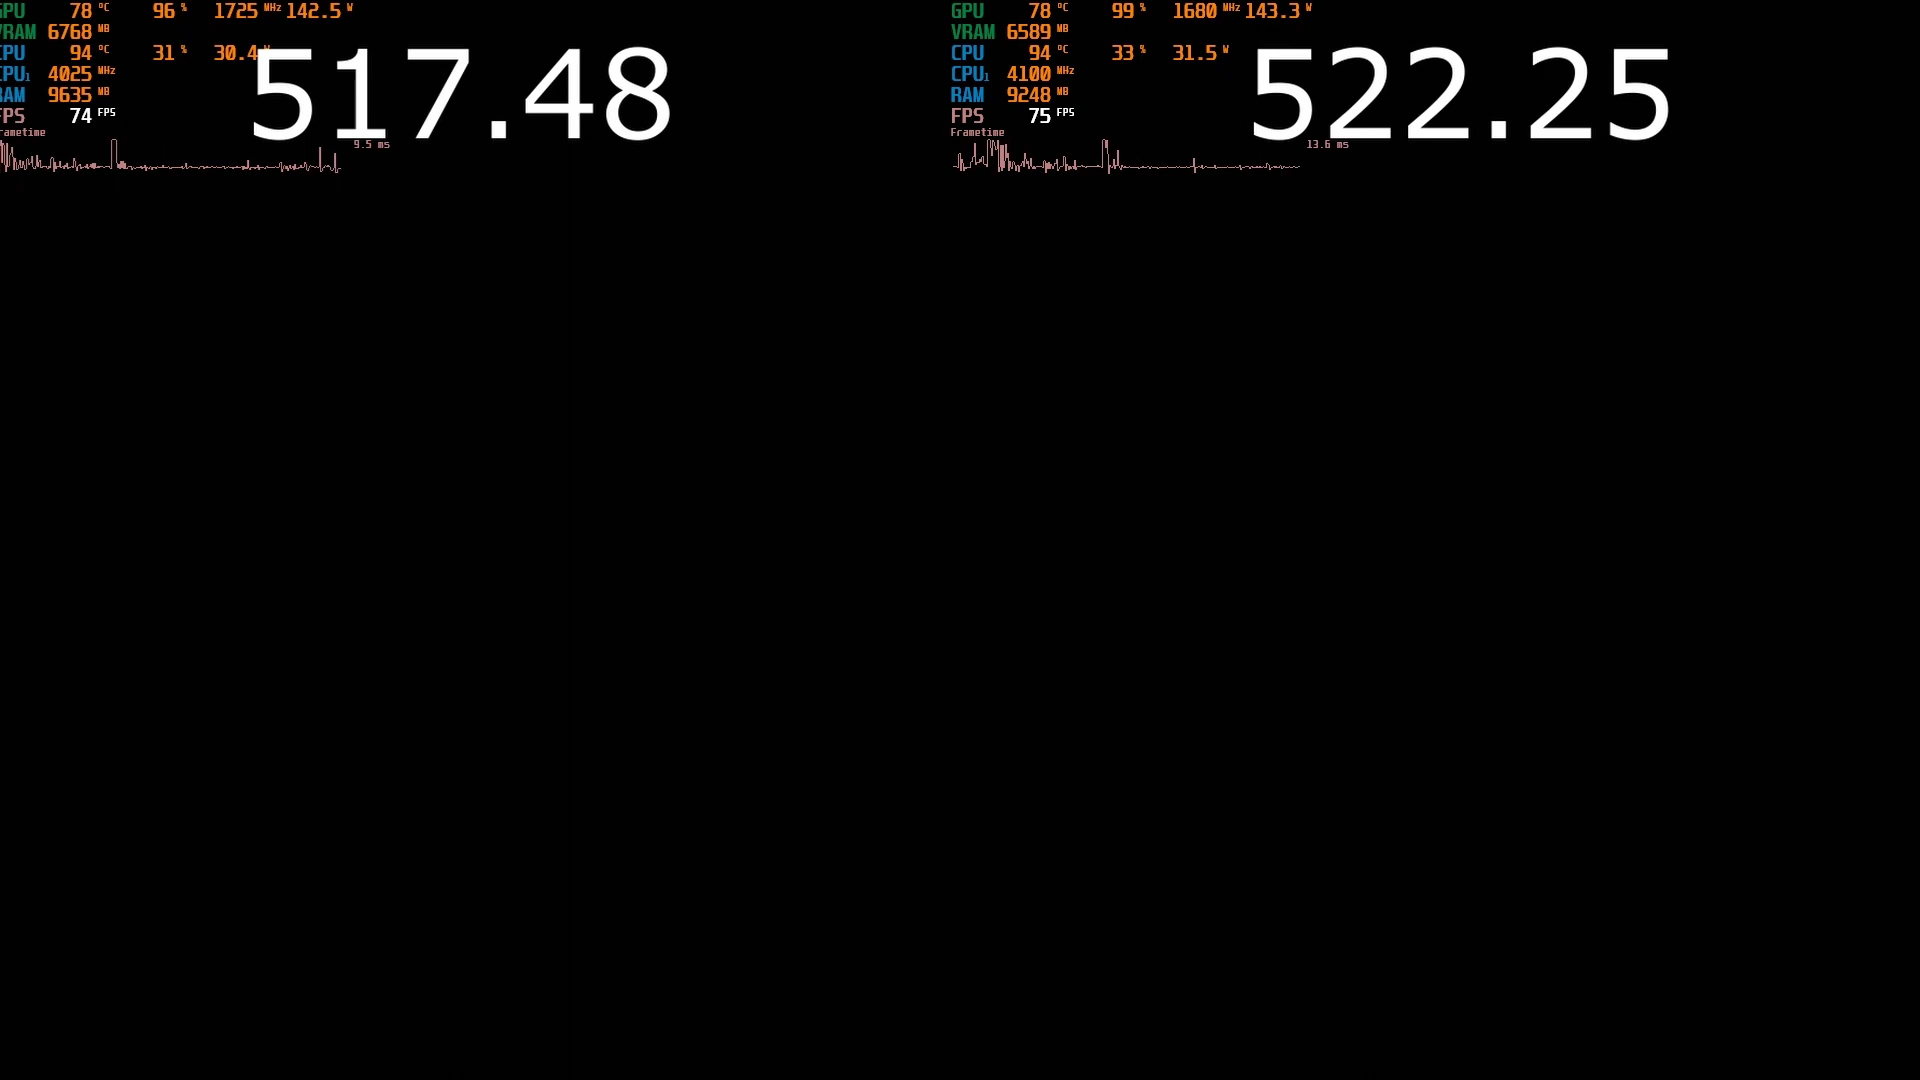 GPU 78 °C 96 % 1725 MHz 142.5 W
VRAM 6768 MB
CPU 94 °C 31 % 30.4 W
CPU1 4025 MHz
RAM 9635 MB
FPS 74 FPS
Frametime
9.5 ms
517.48
GPU 78 °C 99 % 1680 MHz 143.3 W
VRAM 6589 MB
CPU 94 °C 33 % 31.5 W
CPU1 4100 MHz
RAM 9248 MB
FPS 75 FPS
Frametime
13.6 ms
522.25